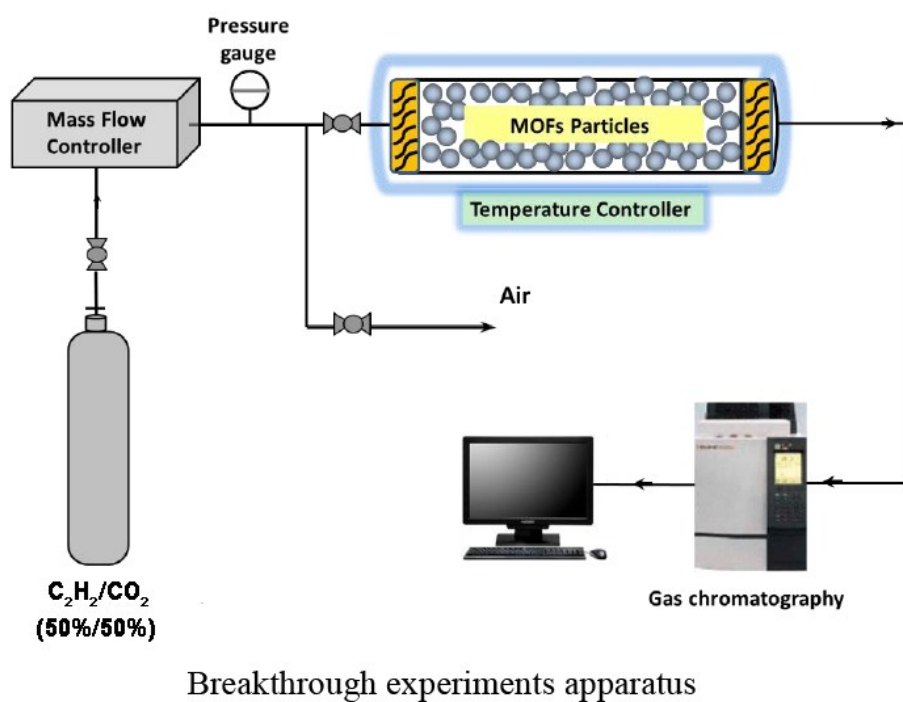 Pressure
gauge
Mass Flow
Controller
MOFs Particles
Temperature Controller
Air
C₂H₂/CO₂
(50%/50%)
Gas chromatography
Breakthrough experiments apparatus